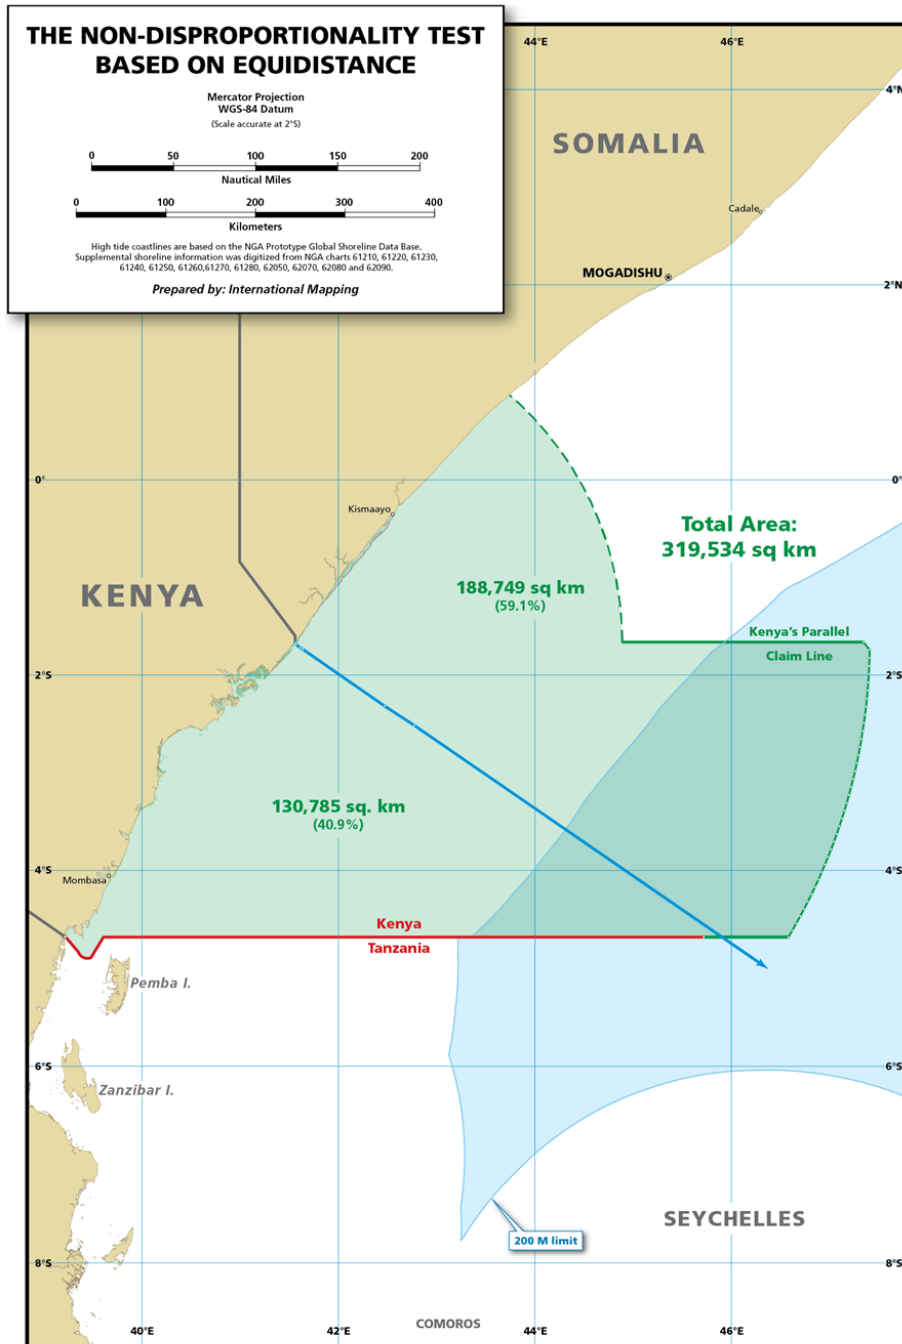 THE NON-DISPROPORTIONALITY TEST
BASED ON EQUIDISTANCE
Mercator Projection
WGS-84 Datum
(Scale accurate at 2°S)
0 50 100 150 200
Nautical Miles
0 100 200 300 400
Kilometers
High tide coastlines are based on the NGA Prototype Global Shoreline Data Base.
Supplemental shoreline information was digitized from NGA charts 61210, 61220, 61230,
61240, 61250, 61260,61270, 61280, 62050, 62070, 62080 and 62090.
Prepared by: International Mapping
44°E 46°E
4°N
SOMALIA
Cadale
MOGADISHU
2°N
0° 0°
Kismaayo
Total Area:
319,534 sq km
KENYA
188,749 sq km
(59.1%)
Kenya's Parallel
Claim Line
2°S 2°S
130,785 sq. km
(40.9%)
4°S 4°S
Mombasa
Kenya
Tanzania
Pemba I.
6°S 6°S
Zanzibar I.
SEYCHELLES
200 M limit
8°S 8°S
COMOROS
40°E 42°E 44°E 46°E